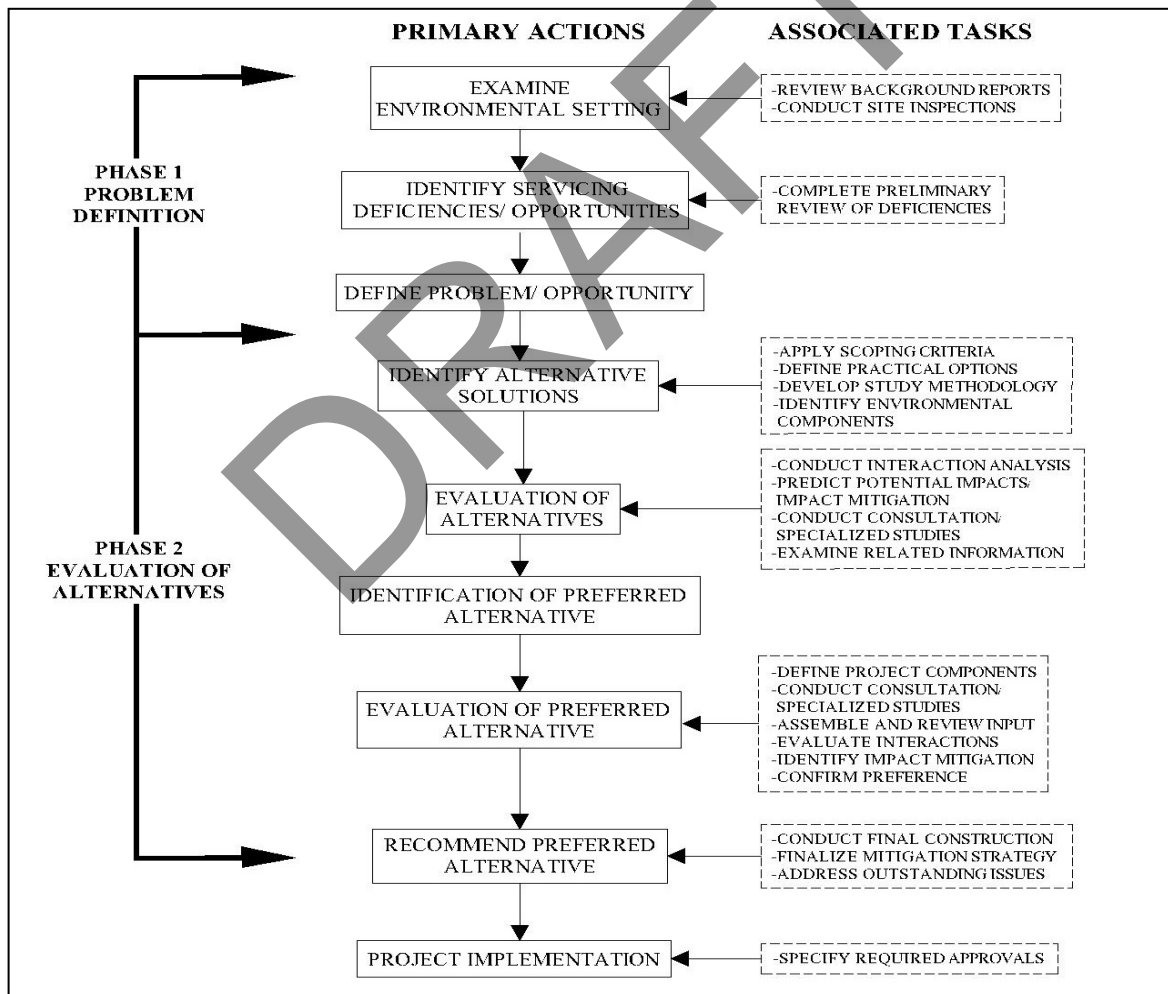 PRIMARY ACTIONS
ASSOCIATED TASKS
EXAMINE
ENVIRONMENTAL SETTING
-REVIEW BACKGROUND REPORTS
-CONDUCT SITE INSPECTIONS
PHASE 1
PROBLEM
DEFINITION
IDENTIFY SERVICING
DEFICIENCIES/ OPPORTUNITIES
-COMPLETE PRELIMINARY
REVIEW OF DEFICIENCIES
DEFINE PROBLEM/ OPPORTUNITY
IDENTIFY ALTERNATIVE
SOLUTIONS
-APPLY SCOPING CRITERIA
-DEFINE PRACTICAL OPTIONS
-DEVELOP STUDY METHODOLOGY
-IDENTIFY ENVIRONMENTAL
COMPONENTS
EVALUATION OF
ALTERNATIVES
-CONDUCT INTERACTION ANALYSIS
-PREDICT POTENTIAL IMPACTS/
IMPACT MITIGATION
-CONDUCT CONSULTATION/
SPECIALIZED STUDIES
-EXAMINE RELATED INFORMATION
PHASE 2
EVALUATION OF
ALTERNATIVES
IDENTIFICATION OF PREFERRED
ALTERNATIVE
EVALUATION OF PREFERRED
ALTERNATIVE
-DEFINE PROJECT COMPONENTS
-CONDUCT CONSULTATION/
SPECIALIZED STUDIES
-ASSEMBLE AND REVIEW INPUT
-EVALUATE INTERACTIONS
-IDENTIFY IMPACT MITIGATION
-CONFIRM PREFERENCE
RECOMMEND PREFERRED
ALTERNATIVE
-CONDUCT FINAL CONSTRUCTION
-FINALIZE MITIGATION STRATEGY
-ADDRESS OUTSTANDING ISSUES
PROJECT IMPLEMENTATION
-SPECIFY REQUIRED APPROVALS
DRAFT